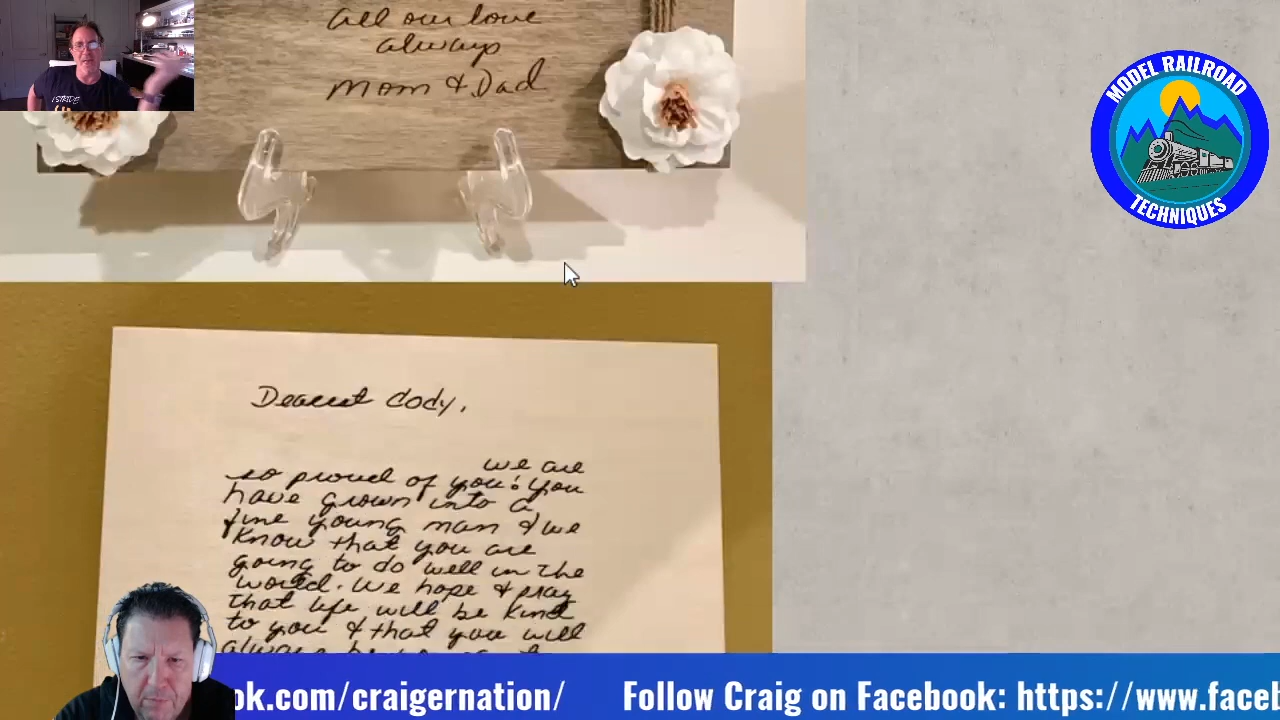 All our love
always
Mom & Dad
MODEL RAILROAD
TECHNIQUES
Dearest Cody,
we are
so proud of you! You
have grown into a
fine young man & we
know that you are
going to do well in the
world. We hope & pray
that life will be kind
to you & that you will
always
ok.com/craigernation/ Follow Craig on Facebook: https://www.faceb